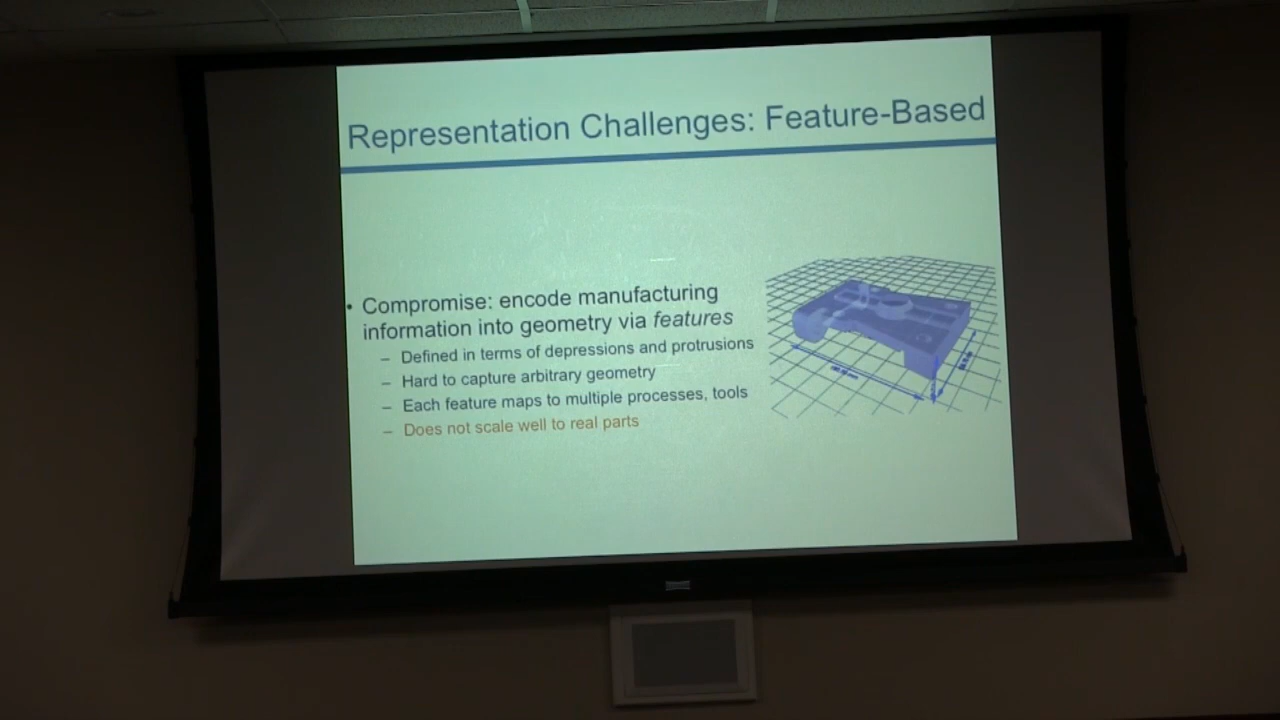 Representation Challenges: Feature-Based
• Compromise: encode manufacturing
information into geometry via features
– Defined in terms of depressions and protrusions
– Hard to capture arbitrary geometry
– Each feature maps to multiple processes, tools
– Does not scale well to real parts